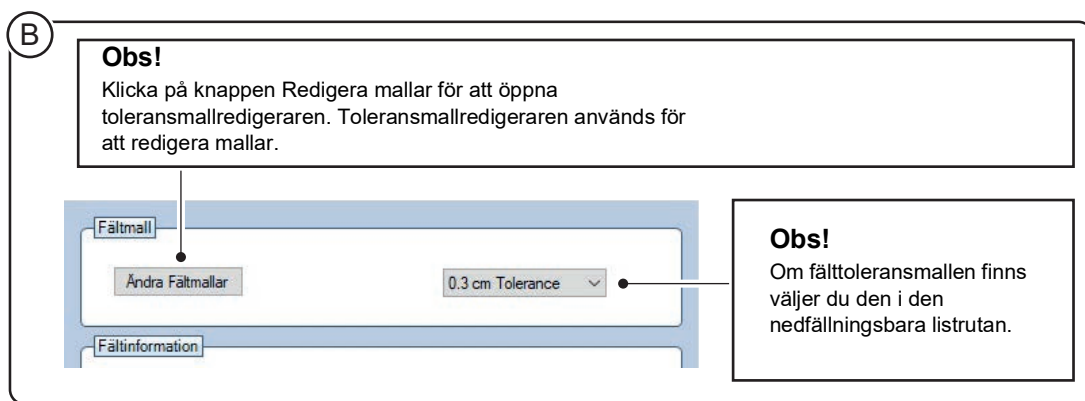 B
Obs!
Klicka på knappen Redigera mallar för att öppna
toleransmallredigeraren. Toleransmallredigeraren används för
att redigera mallar.
Fältmall
Ändra Fältmallar
0.3 cm Tolerance
Obs!
Om fälttoleransmallen finns
väljer du den i den
nedfällningsbara listrutan.
Fältinformation